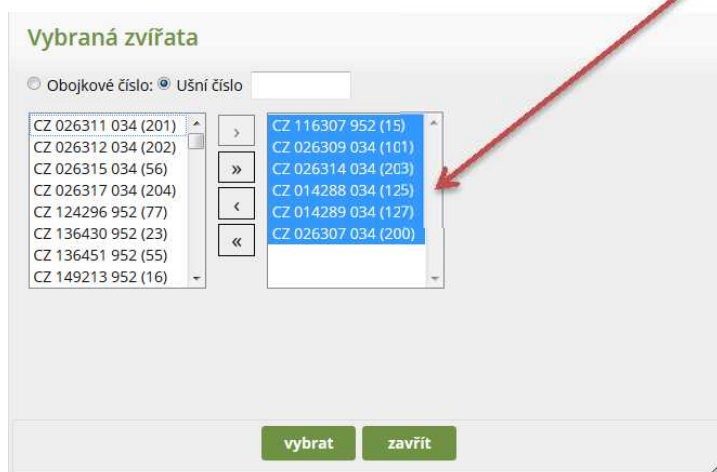 Vybraná zvířata
Obojkové číslo: Ušní číslo
CZ 026311 034 (201)
CZ 026312 034 (202)
CZ 026315 034 (56)
CZ 026317 034 (204)
CZ 124296 952 (77)
CZ 136430 952 (23)
CZ 136451 952 (55)
CZ 149213 952 (16)
›
»
‹
«
CZ 116307 952 (15)
CZ 026309 034 (101)
CZ 026314 034 (203)
CZ 014288 034 (125)
CZ 014289 034 (127)
CZ 026307 034 (200)
vybrat zavřít